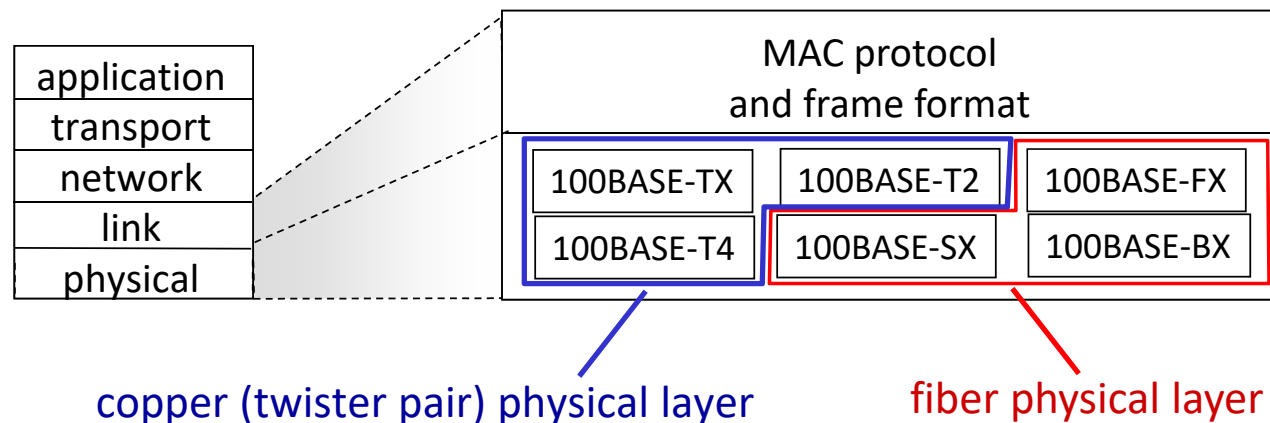 application
transport
network
link
physical
MAC protocol
and frame format
100BASE-TX
100BASE-T2
100BASE-FX
100BASE-T4
100BASE-SX
100BASE-BX
copper (twister pair) physical layer
fiber physical layer